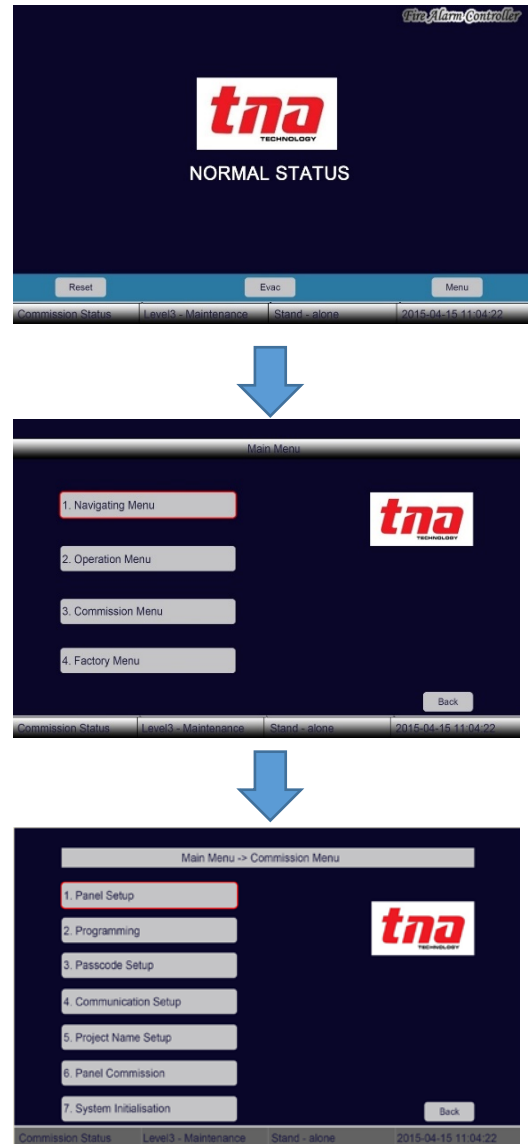 Fire Alarm Controller
tna
TECHNOLOGY
NORMAL STATUS
Reset Evac Menu
Commission Status Level3 - Maintenance Stand - alone 2015-04-15 11:04:22
Main Menu
1. Navigating Menu
tna
TECHNOLOGY
2. Operation Menu
3. Commission Menu
4. Factory Menu
Back
Commission Status Level3 - Maintenance Stand - alone 2015-04-15 11:04:22
Main Menu -> Commission Menu
1. Panel Setup
2. Programming
tna
TECHNOLOGY
3. Passcode Setup
4. Communication Setup
5. Project Name Setup
6. Panel Commission
7. System Initialisation
Back
Commission Status Level3 - Maintenance Stand - alone 2015-04-15 11:04:22